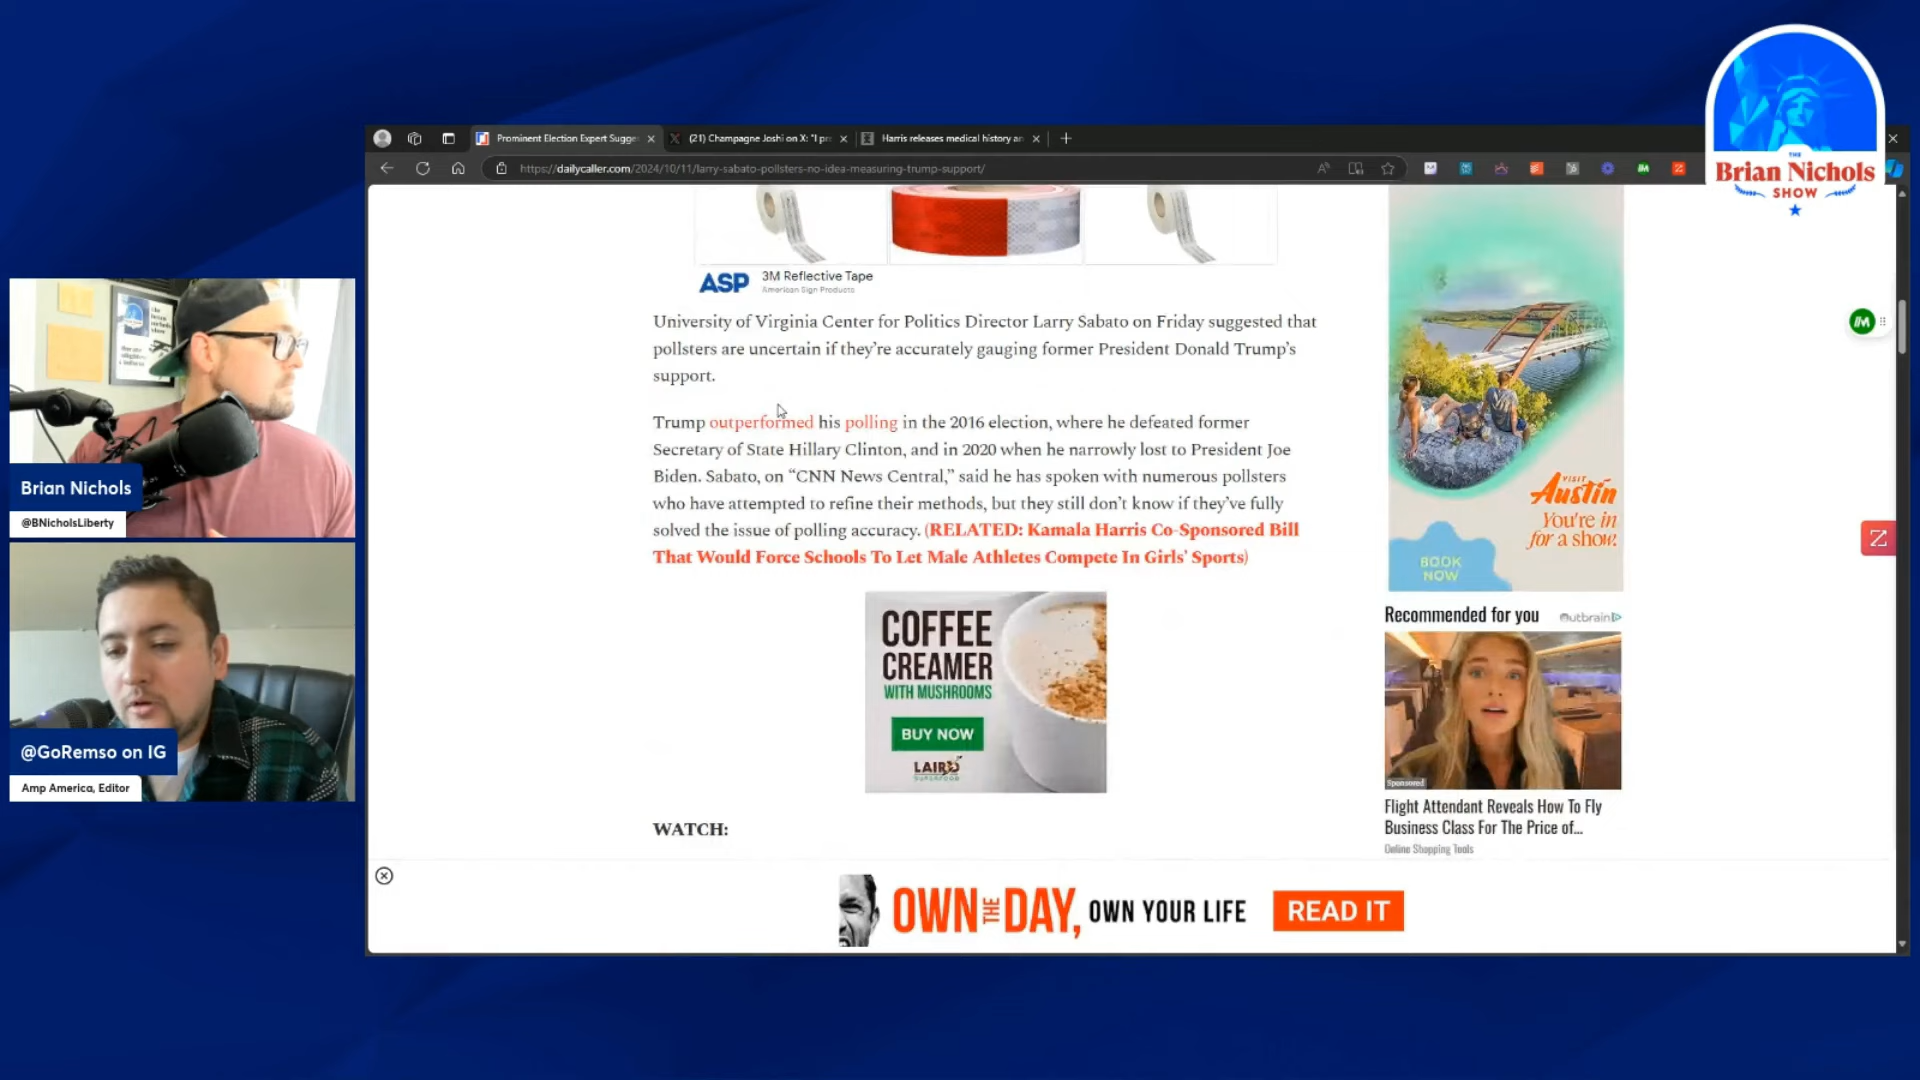 THE
Brian Nichols
SHOW
Prominent Election Expert Sugge
(21) Champagne Joshi on X: "I pr
Harris releases medical history an
https://dailycaller.com/2024/10/11/larry-sabato-pollsters-no-idea-measuring-trump-support/
ASP
3M Reflective Tape
American Sign Products
University of Virginia Center for Politics Director Larry Sabato on Friday suggested that
pollsters are uncertain if they're accurately gauging former President Donald Trump's
support.
Trump outperformed his polling in the 2016 election, where he defeated former
Secretary of State Hillary Clinton, and in 2020 when he narrowly lost to President Joe
Biden. Sabato, on “CNN News Central,” said he has spoken with numerous pollsters
who have attempted to refine their methods, but they still don't know if they've fully
solved the issue of polling accuracy. (RELATED: Kamala Harris Co-Sponsored Bill
That Would Force Schools To Let Male Athletes Compete In Girls' Sports)
COFFEE
CREAMER
WITH MUSHROOMS
BUY NOW
LAIRD
SUPERFOOD
WATCH:
VISIT
Austin
You're in
for a show.
BOOK
NOW
Recommended for you
Outbrain
Sponsored
Flight Attendant Reveals How To Fly
Business Class For The Price of...
Online Shopping Tools
OWN THE DAY, OWN YOUR LIFE
READ IT
Brian Nichols
@BNicholsLiberty
@GoRemso on IG
Amp America, Editor